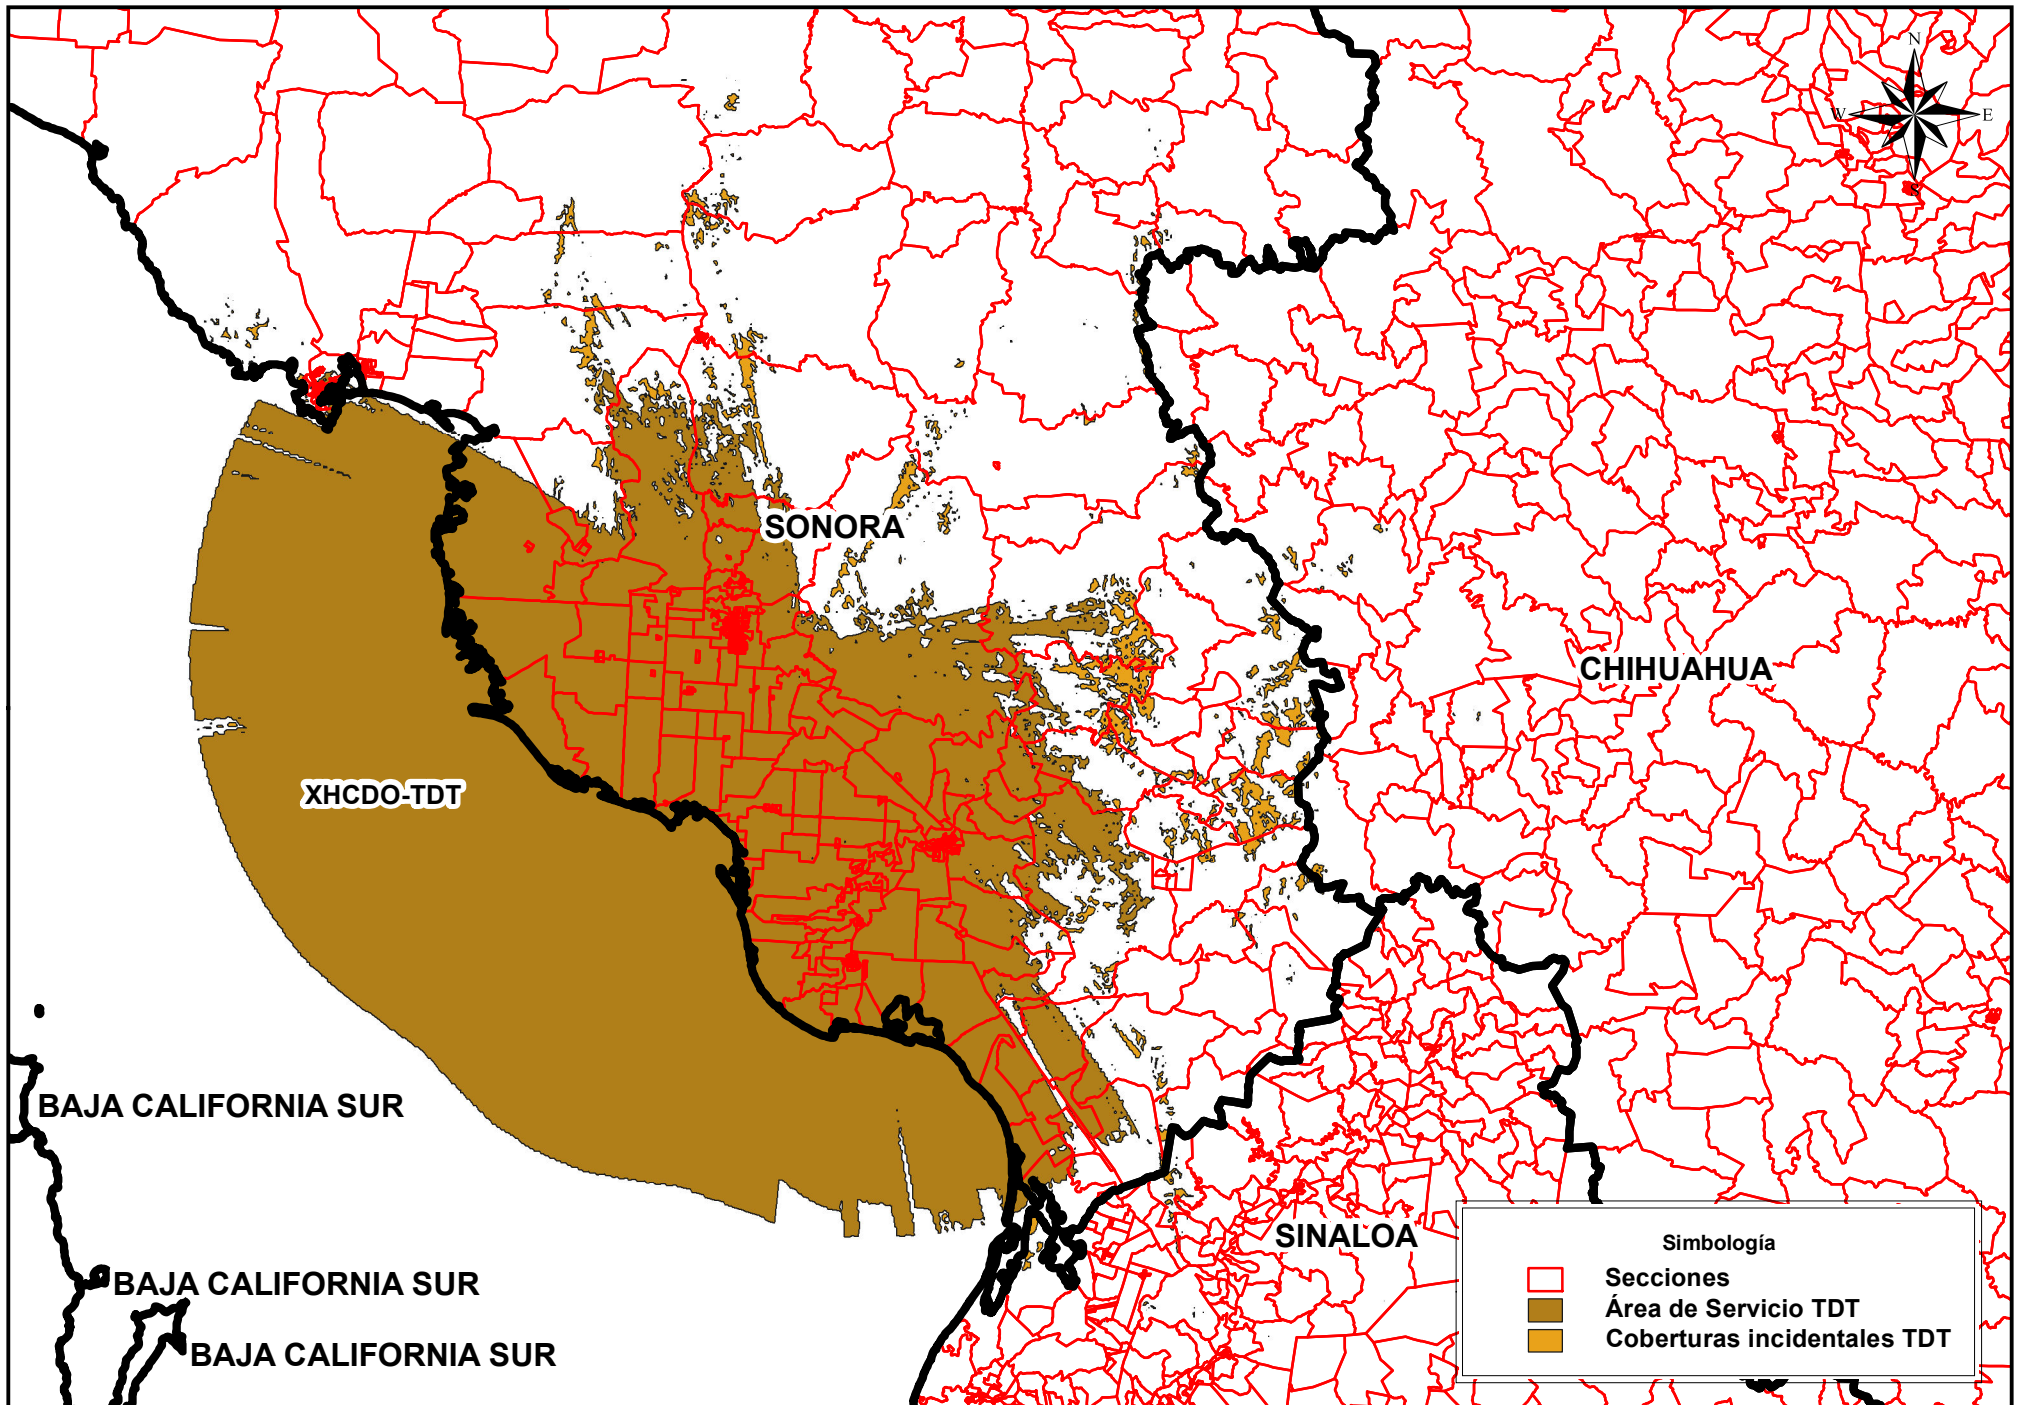 N
W
E
S
SONORA
CHIHUAHUA
XHCDO-TDT
BAJA CALIFORNIA SUR
SINALOA
BAJA CALIFORNIA SUR
BAJA CALIFORNIA SUR
Simbología
Secciones
Área de Servicio TDT
Coberturas incidentales TDT